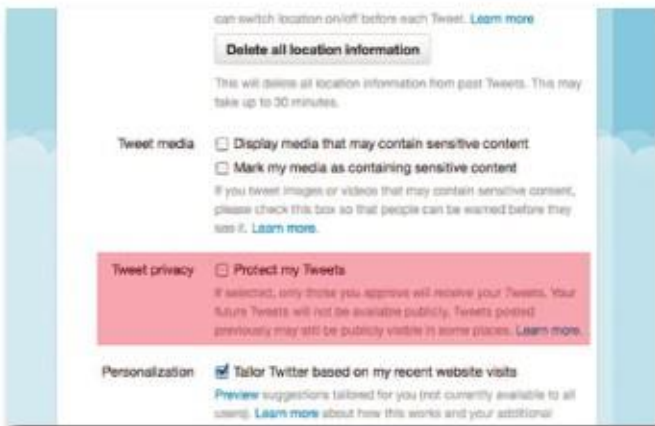 can switch location on/off before each Tweet. Learn more
Delete all location information
This will delete all location information from past Tweets. This may
take up to 30 minutes.
Tweet media
Display media that may contain sensitive content
Mark my media as containing sensitive content
If you tweet images or videos that may contain sensitive content,
please check this box so that people can be warned before they
see it. Learn more.
Tweet privacy
Protect my Tweets
If selected, only those you approve will receive your Tweets. Your
future Tweets will not be available publicly. Tweets posted
previously may still be publicly visible in some places. Learn more.
Personalization
Tailor Twitter based on my recent website visits
Preview suggestions tailored for you (not currently available to all
users). Learn more about how this works and your additional